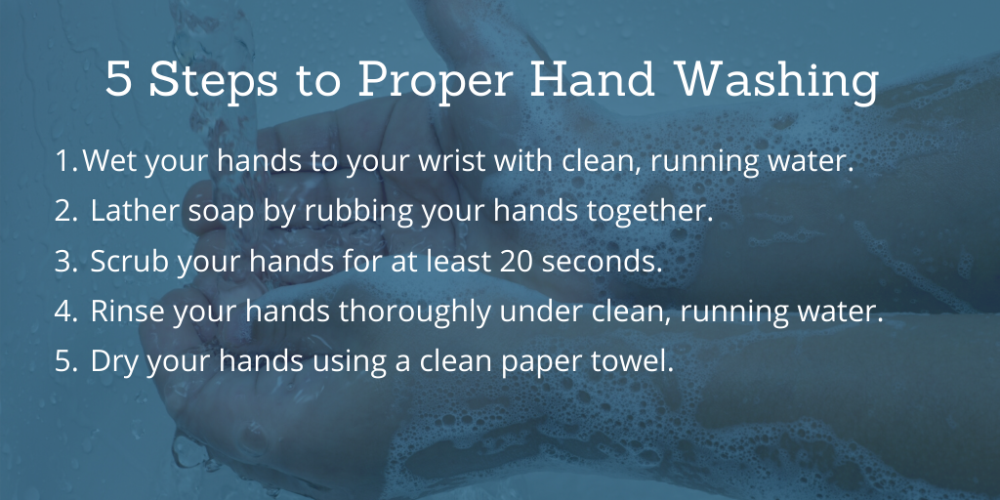 5 Steps to Proper Hand Washing
1. Wet your hands to your wrist with clean, running water.
2. Lather soap by rubbing your hands together.
3. Scrub your hands for at least 20 seconds.
4. Rinse your hands thoroughly under clean, running water.
5. Dry your hands using a clean paper towel.